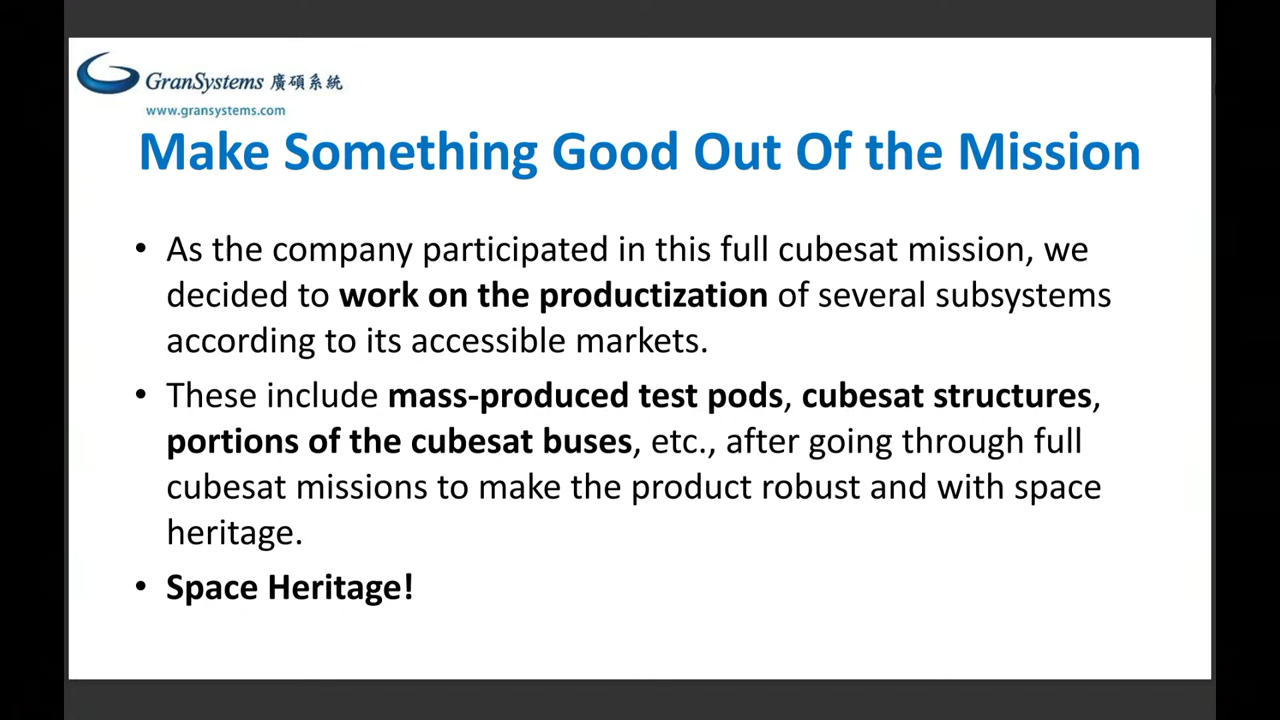 GranSystems 廣碩系統
www.gransystems.com
Make Something Good Out Of the Mission
• As the company participated in this full cubesat mission, we
decided to work on the productization of several subsystems
according to its accessible markets.
• These include mass-produced test pods, cubesat structures,
portions of the cubesat buses, etc., after going through full
cubesat missions to make the product robust and with space
heritage.
• Space Heritage!